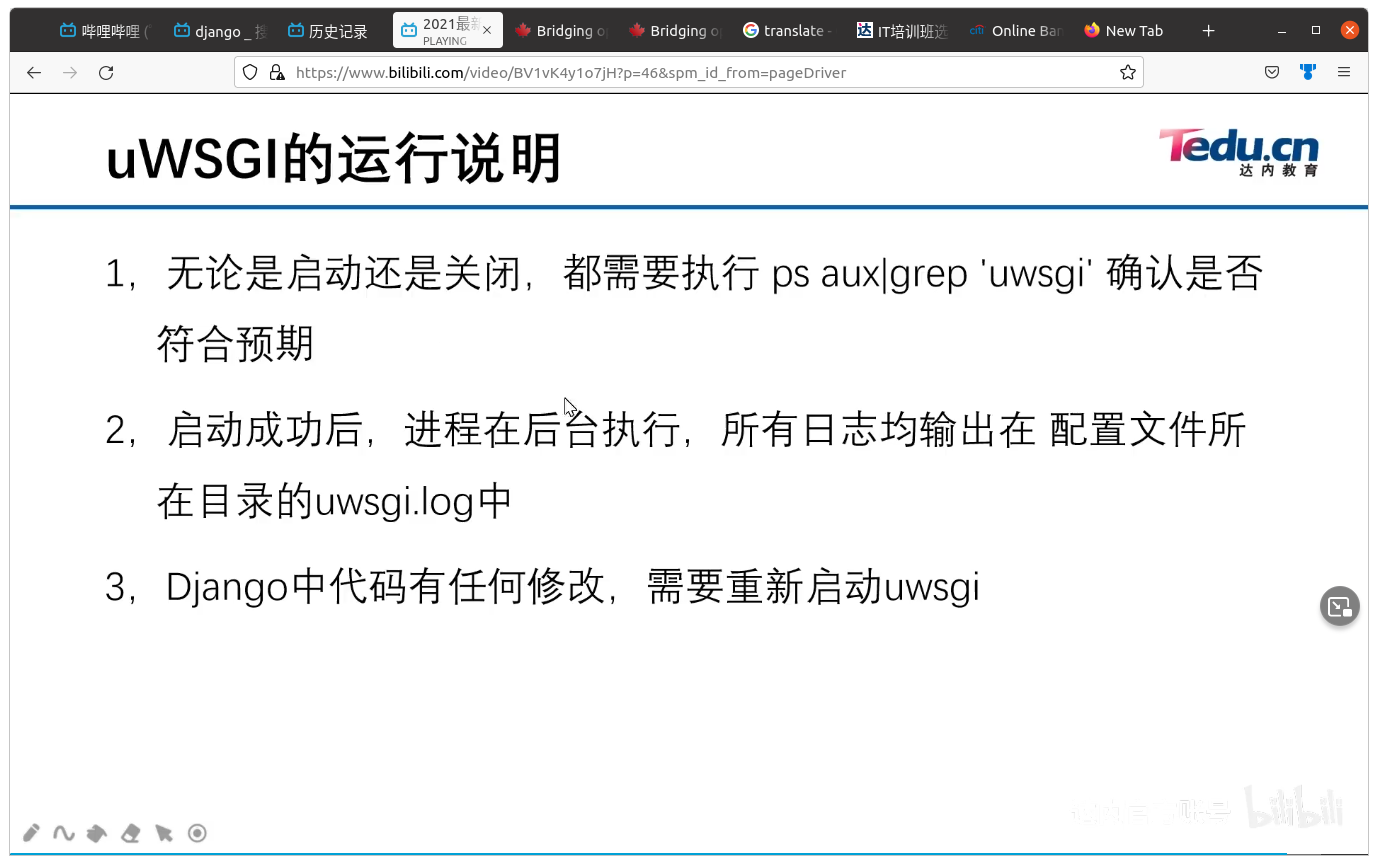 哔哩哔哩 (
django _ 搜
历史记录
2021最新
PLAYING
Bridging o
Bridging o
translate -
IT培训班选
citi Online Ban
New Tab
https://www.bilibili.com/video/BV1vK4y1o7jH?p=46&spm_id_from=pageDriver
uWSGI的运行说明
Tedu.cn
达内教育
1，无论是启动还是关闭，都需要执行 ps aux|grep 'uwsgi' 确认是否
符合预期
2，启动成功后，进程在后台执行，所有日志均输出在 配置文件所
在目录的uwsgi.log中
3，Django中代码有任何修改，需要重新启动uwsgi
bilibili